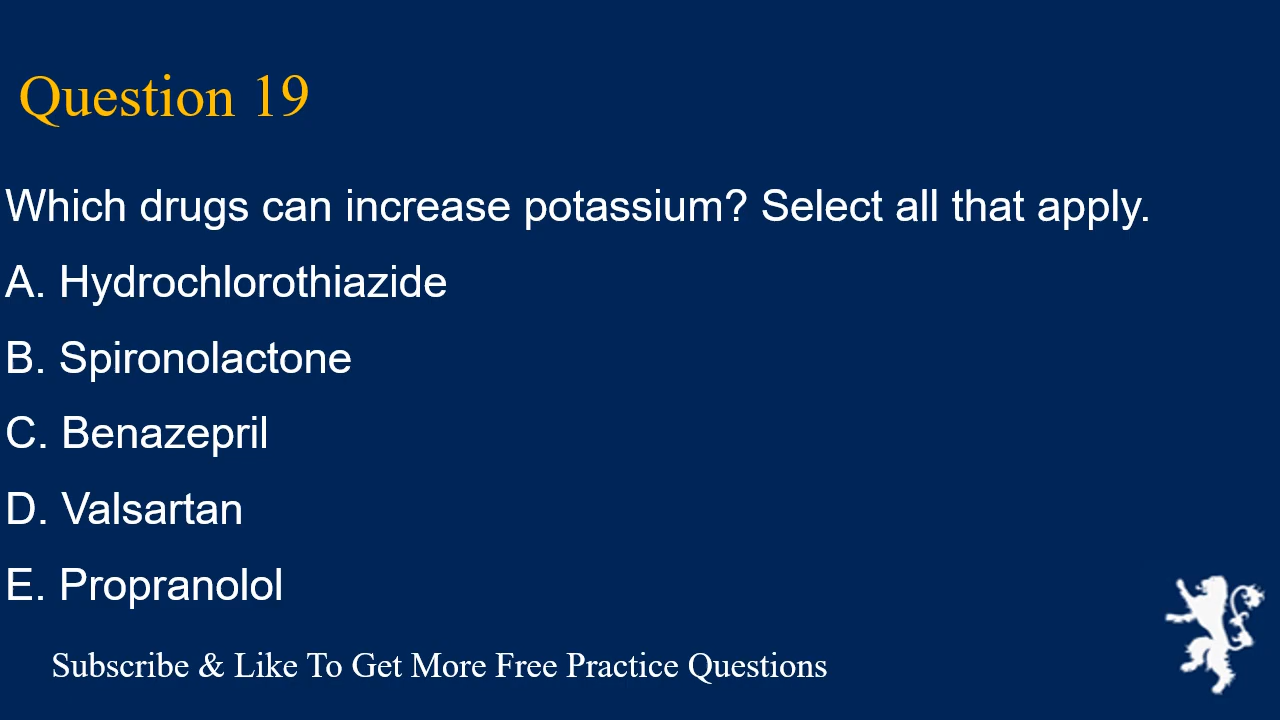 Question 19
Which drugs can increase potassium? Select all that apply.
A. Hydrochlorothiazide
B. Spironolactone
C. Benazepril
D. Valsartan
E. Propranolol
Subscribe & Like To Get More Free Practice Questions